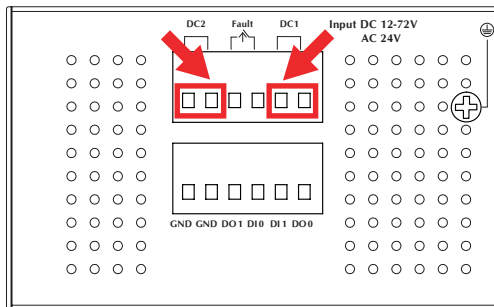 DC2 Fault DC1 Input DC 12-72V
AC 24V
GND GND DO1 DI0 DI1 DO0